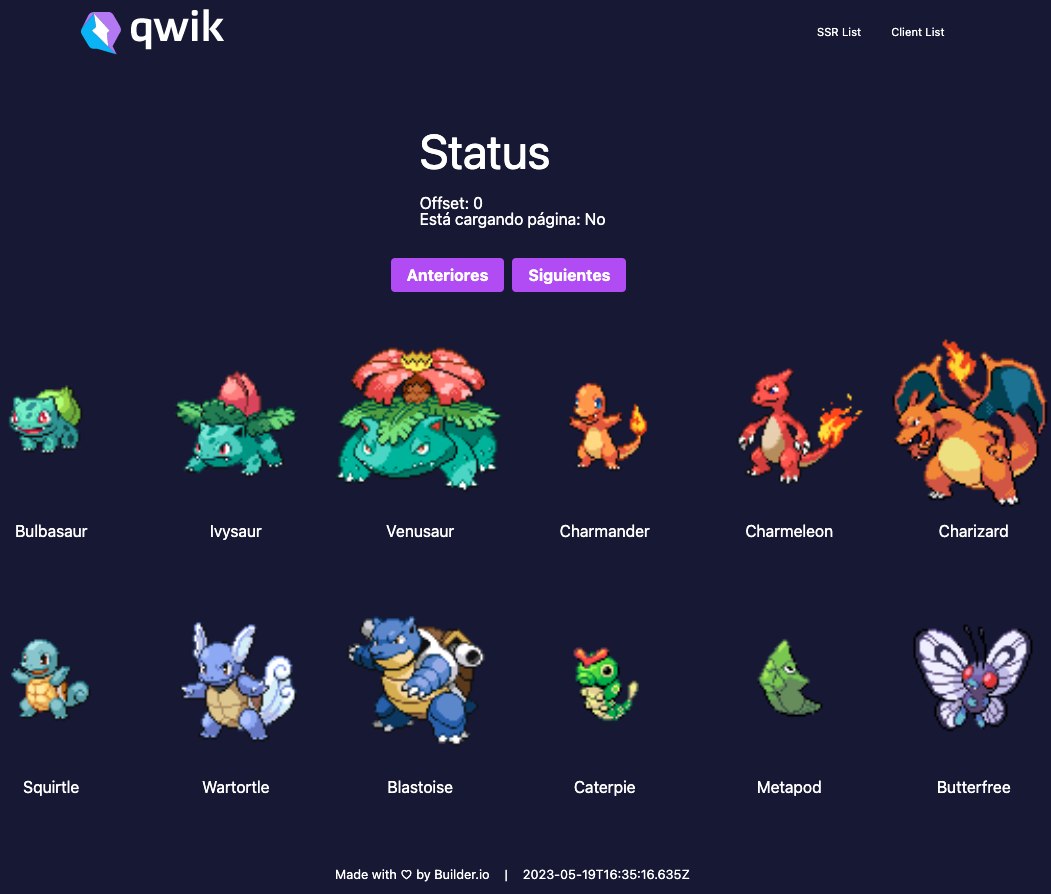 qwik
SSR List
Client List
Status
Offset: 0
Está cargando página: No
Anteriores
Siguientes
Bulbasaur
Ivysaur
Venusaur
Charmander
Charmeleon
Charizard
Squirtle
Wartortle
Blastoise
Caterpie
Metapod
Butterfree
Made with ♡ by Builder.io | 2023-05-19T16:35:16.635Z